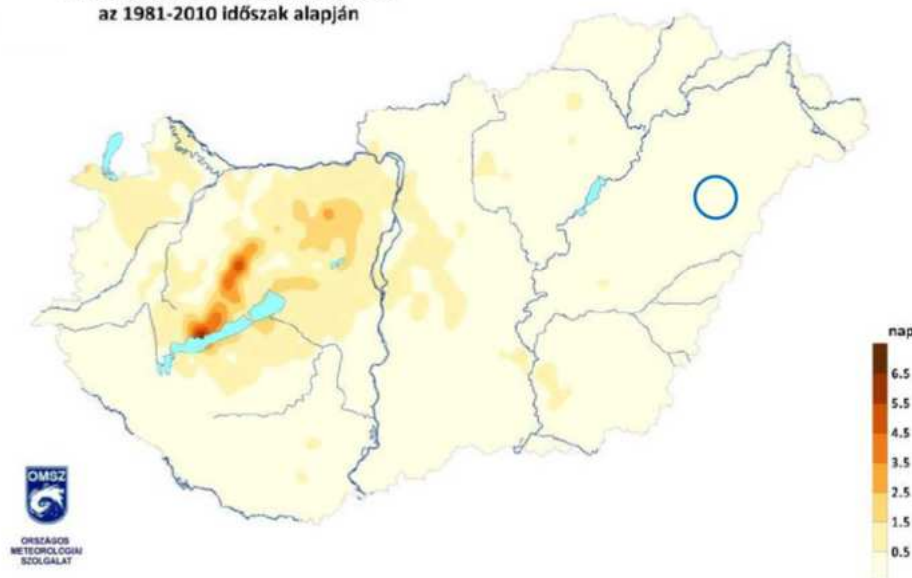 az 1981-2010 időszak alapján
nap
6.5
5.5
4.5
3.5
2.5
1.5
0.5
OMSZ
ORSZÁGOS
METEOROLÓGIAI
SZOLGÁLAT